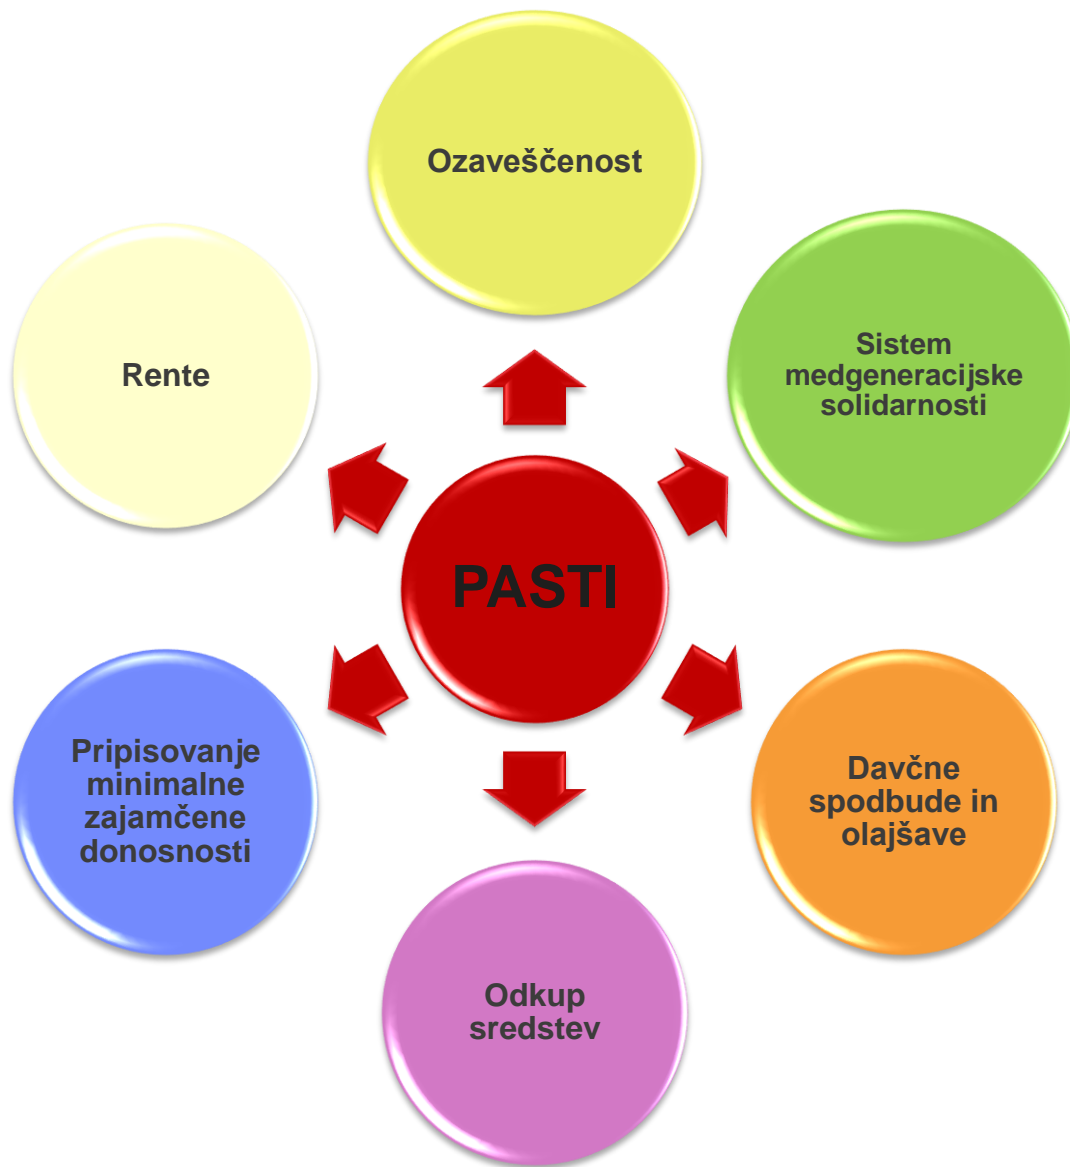 Ozaveščenost
Sistem
medgeneracijske
solidarnosti
Rente
PASTI
Pripisovanje
minimalne
zajamčene
donosnosti
Davčne
spodbude in
olajšave
Odkup
sredstev